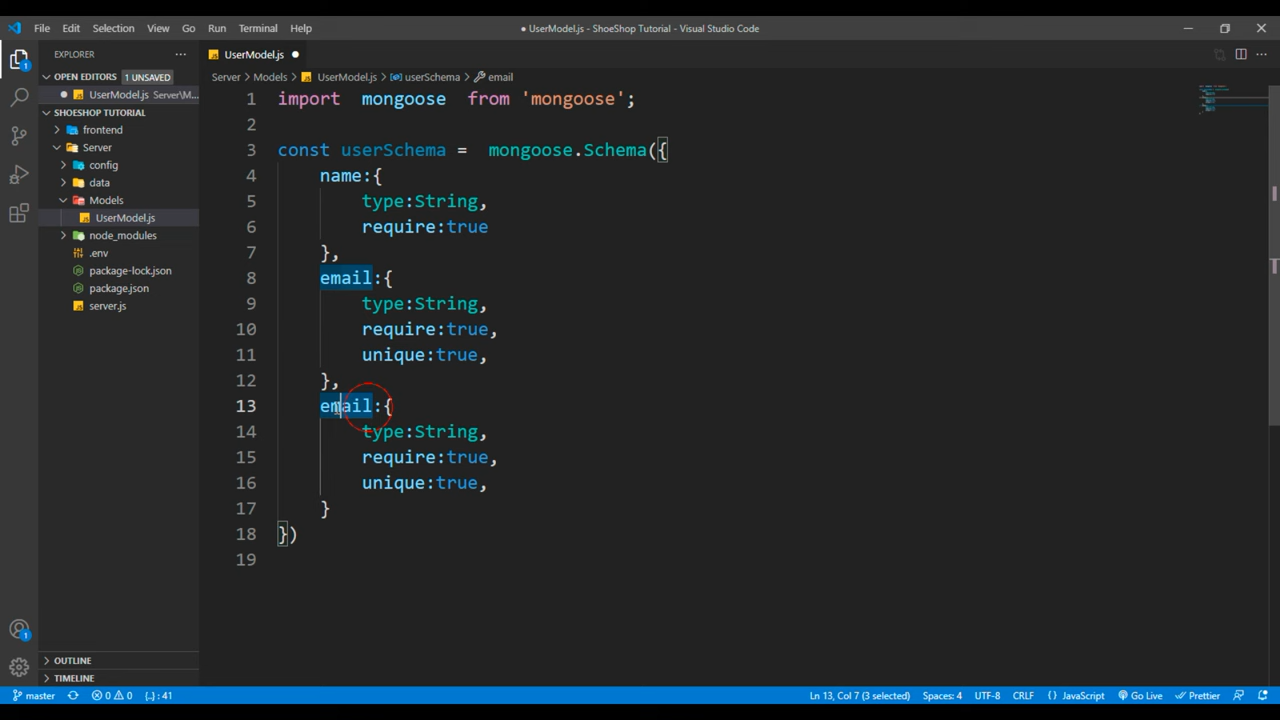 File Edit Selection View Go Run Terminal Help
● UserModel.js - ShoeShop Tutorial - Visual Studio Code
EXPLORER
UserModel.js
OPEN EDITORS 1 UNSAVED
UserModel.js Server\M...
SHOESHOP TUTORIAL
frontend
Server
config
data
Models
UserModel.js
node_modules
.env
package-lock.json
package.json
server.js
OUTLINE
TIMELINE
Server > Models > UserModel.js > userSchema > email
1 import mongoose from 'mongoose';
2
3 const userSchema = mongoose.Schema({
4 name:{
5 type:String,
6 require:true
7 },
8 email:{
9 type:String,
10 require:true,
11 unique:true,
12 },
13 email:{
14 type:String,
15 require:true,
16 unique:true,
17 }
18 })
19
1
1
master 0 0 {..} : 41 Ln 13, Col 7 (3 selected) Spaces: 4 UTF-8 CRLF {} JavaScript Go Live Prettier